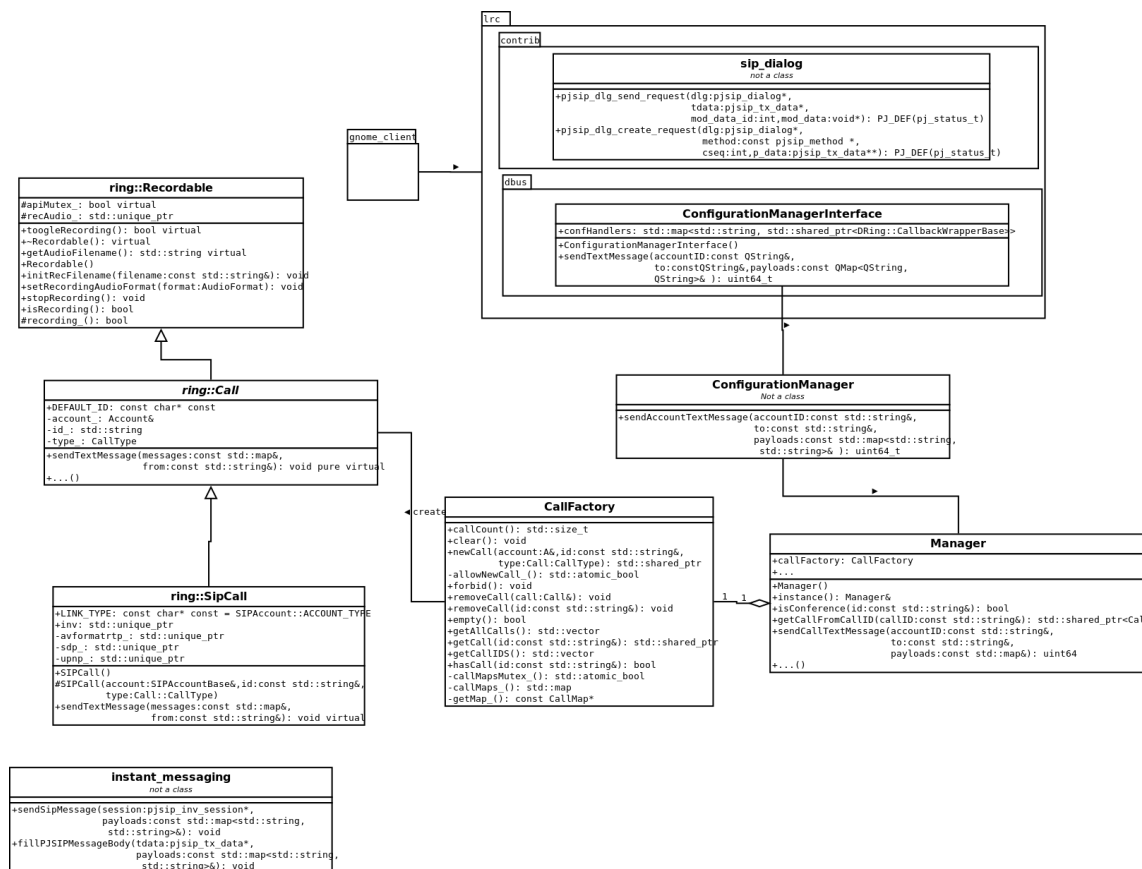 lrc
contrib
sip_dialog
not a class
+pjsip_dlg_send_request(dlg:pjsip_dialog*,
tdata:pjsip_tx_data*,
mod_data_id:int,mod_data:void*): PJ_DEF(pj_status_t)
+pjsip_dlg_create_request(dlg:pjsip_dialog*,
method:const pjsip_method *,
cseq:int,p_data:pjsip_tx_data**): PJ_DEF(pj_status_t)
gnome_client
dbus
ConfigurationManagerInterface
+confHandlers: std::map<std::string, std::shared_ptr<DRing::CallbackWrapperBase>>
+ConfigurationManagerInterface()
+sendTextMessage(accountID:const QString&,
to:constQString&,payloads:const QMap<QString,
QString>& ): uint64_t
ring::Recordable
#apiMutex_: bool virtual
#recAudio_: std::unique_ptr
+toogleRecording(): bool virtual
+~Recordable(): virtual
+getAudioFilename(): std::string virtual
+Recordable()
+initRecFilename(filename:const std::string&): void
+setRecordingAudioFormat(format:AudioFormat): void
+stopRecording(): void
+isRecording(): bool
#recording_(): bool
ring::Call
+DEFAULT_ID: const char* const
-account_: Account&
-id_: std::string
-type_: CallType
+sendTextMessage(messages:const std::map&,
from:const std::string&): void pure virtual
+...()
ConfigurationManager
Not a class
+sendAccountTextMessage(accountID:const std::string&,
to:const std::string&,
payloads:const std::map<std::string,
std::string>& ): uint64_t
create
CallFactory
+callCount(): std::size_t
+clear(): void
+newCall(account:A&,id:const std::string&,
type:Call:CallType): std::shared_ptr
-allowNewCall_(): std::atomic_bool
+forbid(): void
+removeCall(call:Call&): void
+removeCall(id:const std::string&): void
+empty(): bool
+getAllCalls(): std::vector
+getCall(id:const std::string&): std::shared_ptr
+getCallIDS(): std::vector
+hasCall(id:const std::string&): bool
-callMapsMutex_(): std::atomic_bool
-callMaps_(): std::map
-getMap_(): const CallMap*
1
1
Manager
+callFactory: CallFactory
+...
+Manager()
+instance(): Manager&
+isConference(id:const std::string&): bool
+getCallFromCallID(callID:const std::string&): std::shared_ptr<Cal
+sendCallTextMessage(accountID:const std::string&,
to:const std::string&,
payloads:const std::map&): uint64
+...()
ring::SipCall
+LINK_TYPE: const char* const = SIPAccount::ACCOUNT_TYPE
+inv: std::unique_ptr
-avformatrtp_: std::unique_ptr
-sdp_: std::unique_ptr
-upnp_: std::unique_ptr
+SIPCall()
#SIPCall(account:SIPAccountBase&,id:const std::string&,
type:Call::CallType)
+sendTextMessage(messages:const std::map&,
from:const std::string&): void virtual
instant_messaging
not a class
+sendSipMessage(session:pjsip_inv_session*,
payloads:const std::map<std::string,
std::string>&): void
+fillPJSIPMessageBody(tdata:pjsip_tx_data*,
payloads:const std::map<std::string,
std::string>&): void